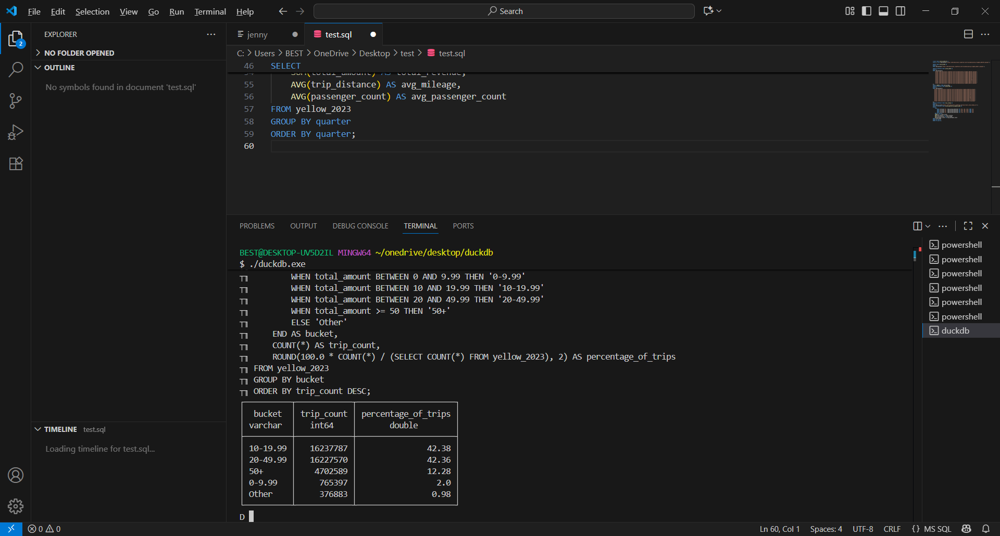 File Edit Selection View Go Run Terminal Help
Search
EXPLORER
2
NO FOLDER OPENED
OUTLINE
No symbols found in document 'test.sql'
TIMELINE test.sql
Loading timeline for test.sql...
jenny
test.sql
C: > Users > BEST > OneDrive > Desktop > test > test.sql
46 SELECT
54 SUM(total_amount) AS total_revenue,
55 AVG(trip_distance) AS avg_mileage,
56 AVG(passenger_count) AS avg_passenger_count
57 FROM yellow_2023
58 GROUP BY quarter
59 ORDER BY quarter;
60
PROBLEMS OUTPUT DEBUG CONSOLE TERMINAL PORTS
BEST@DESKTOP-UV5D2IL MINGW64 ~/onedrive/desktop/duckdb
$ ./duckdb.exe
WHEN total_amount BETWEEN 0 AND 9.99 THEN '0-9.99'
WHEN total_amount BETWEEN 10 AND 19.99 THEN '10-19.99'
WHEN total_amount BETWEEN 20 AND 49.99 THEN '20-49.99'
WHEN total_amount >= 50 THEN '50+'
ELSE 'Other'
END AS bucket,
COUNT(*) AS trip_count,
ROUND(100.0 * COUNT(*) / (SELECT COUNT(*) FROM yellow_2023), 2) AS percentage_of_trips
FROM yellow_2023
GROUP BY bucket
ORDER BY trip_count DESC;
bucket trip_count percentage_of_trips
varchar int64 double
10-19.99 16237787 42.38
20-49.99 16227570 42.36
50+ 4702589 12.28
0-9.99 765397 2.0
Other 376883 0.98
D
powershell
powershell
powershell
powershell
powershell
powershell
duckdb
0 0
Ln 60, Col 1 Spaces: 4 UTF-8 CRLF {} MS SQL